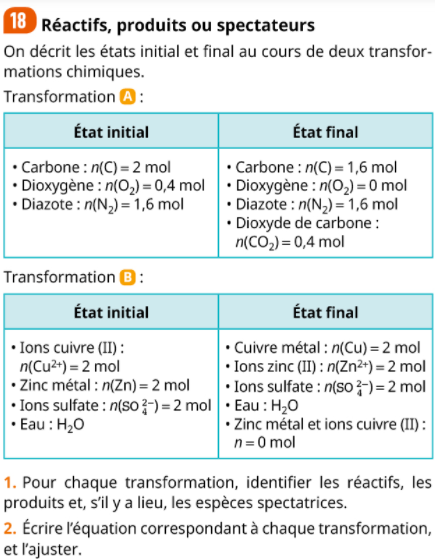 18 Réactifs, produits ou spectateurs
On décrit les états initial et final au cours de deux transfor-
mations chimiques.
Transformation A :
État initial
• Carbone : n(C) = 2 mol
• Dioxygène : n(O₂) = 0,4 mol
• Diazote : n(N₂) = 1,6 mol
État final
• Carbone : n(C) = 1,6 mol
• Dioxygène : n(O₂) = 0 mol
• Diazote : n(N₂) = 1,6 mol
• Dioxyde de carbone :
n(CO₂) = 0,4 mol
Transformation B :
État initial
• Ions cuivre (II) :
n(Cu²⁺) = 2 mol
• Zinc métal : n(Zn) = 2 mol
• Ions sulfate : n(SO₄²⁻) = 2 mol
• Eau : H₂O
État final
• Cuivre métal : n(Cu) = 2 mol
• Ions zinc (II) : n(Zn²⁺) = 2 mol
• Ions sulfate : n(SO₄²⁻) = 2 mol
• Eau : H₂O
• Zinc métal et ions cuivre (II) :
n = 0 mol
1. Pour chaque transformation, identifier les réactifs, les
produits et, s'il y a lieu, les espèces spectatrices.
2. Écrire l'équation correspondant à chaque transformation,
et l'ajuster.